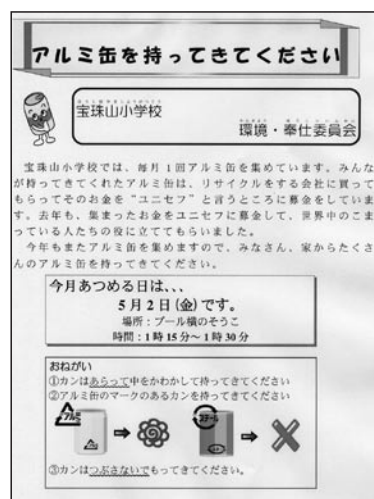 アルミ缶を持ってきてください
宝珠山小学校
環境・奉仕委員会
宝珠山小学校では、毎月1回アルミ缶を集めています。みんな
が持ってきてくれたアルミ缶は、リサイクルをする会社に買って
もらってそのお金を“ユニセフ”と言うところに募金をしていま
す。去年も、集まったお金をユニセフに募金して、世界中のこま
っている人たちの役に立ててもらいました。
今年もまたアルミ缶を集めますので、みなさん、家からたくさ
んのアルミ缶を持ってきてください。
今月あつめる日は、、、
5月2日(金)です。
場所：プール横のそうこ
時間：1時15分~1時30分
おねがい
①カンはあらって中をかわかして持ってきてください
②アルミ缶のマークのあるカンを持ってきてください
アルミ
スチール
③カンはつぶさないでもってきてください。